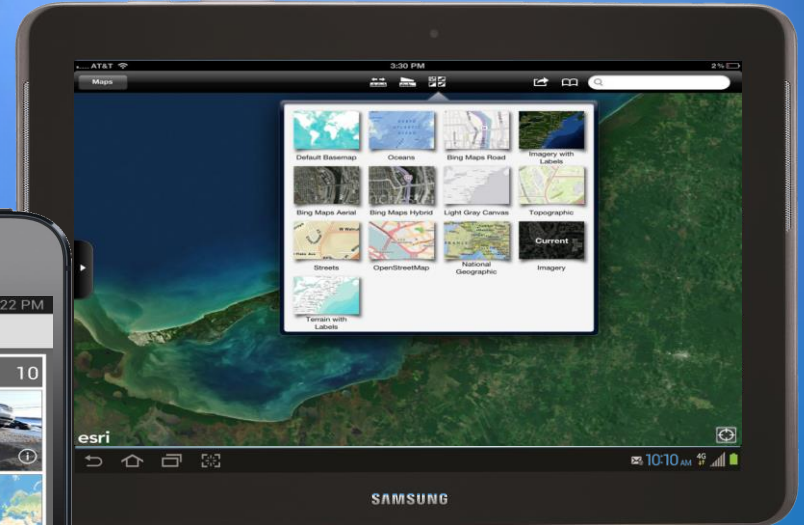 AT&T 3:30 PM 2%
Maps
Default Basemap Oceans Bing Maps Road Imagery with Labels
Bing Maps Aerial Bing Maps Hybrid Light Gray Canvas Topographic
Streets OpenStreetMap National Geographic Current Imagery
Terrain with Labels
esri
10:10 AM 4G
SAMSUNG
22 PM
10